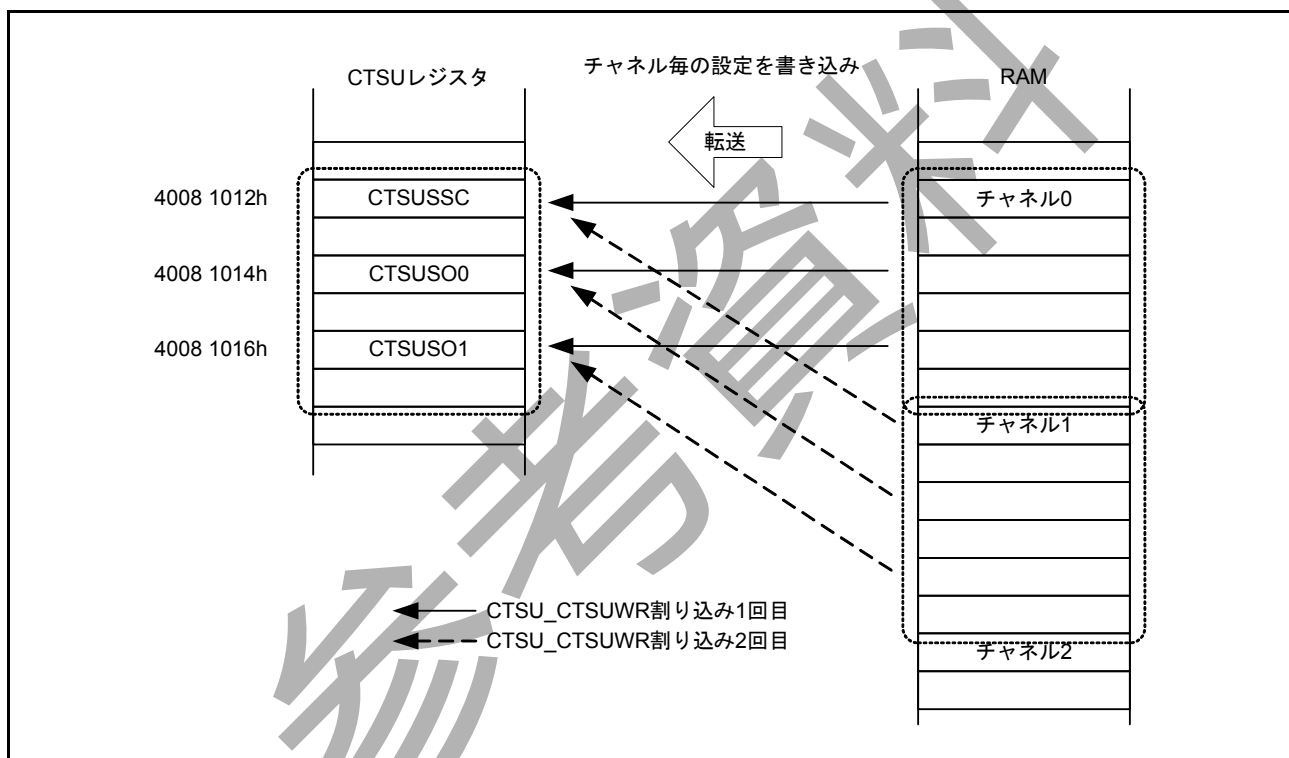 チャネル毎の設定を書き込み
CTSUレジスタ
RAM
転送
4008 1012h
CTSUSSC
チャネル0
4008 1014h
CTSUSO0
4008 1016h
CTSUSO1
チャネル1
CTSU_CTSUWR割り込み1回目
CTSU_CTSUWR割り込み2回目
チャネル2
参考資料